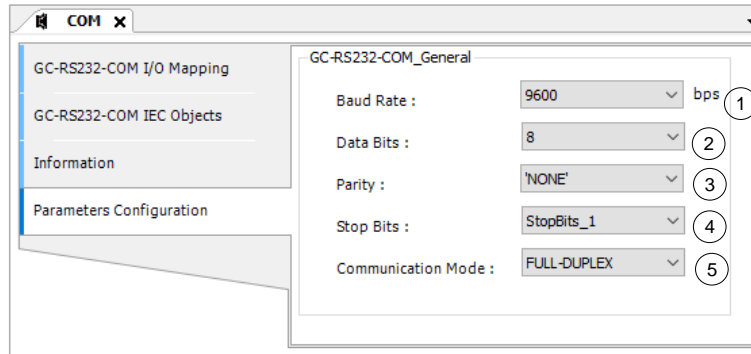 COM x
GC-RS232-COM I/O Mapping
GC-RS232-COM IEC Objects
Information
Parameters Configuration
GC-RS232-COM_General
Baud Rate : 9600 bps 1
Data Bits : 8 2
Parity : 'NONE' 3
Stop Bits : StopBits_1 4
Communication Mode : FULL-DUPLEX 5